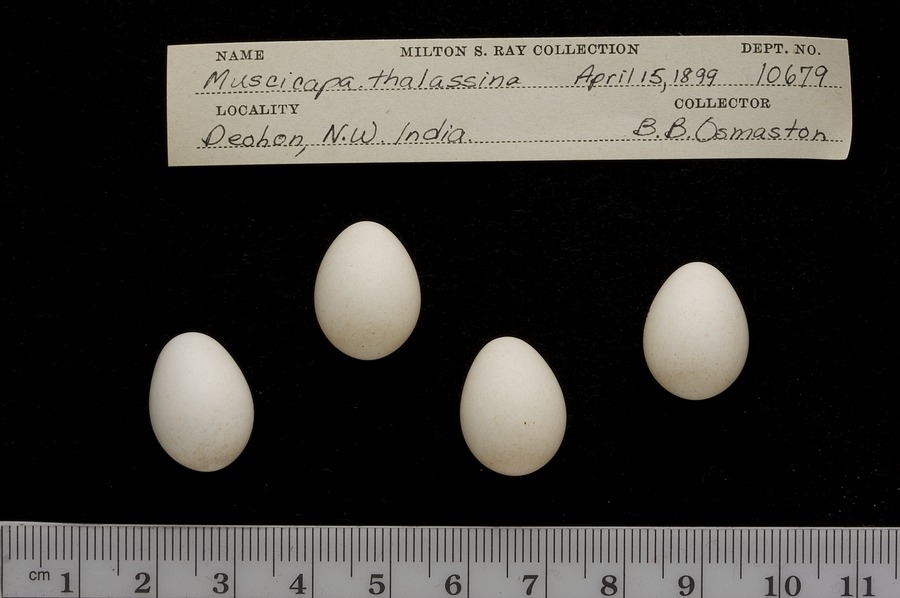 NAME MILTON S. RAY COLLECTION DEPT. NO.
Muscicapa thalassina April 15, 1899 10679
LOCALITY COLLECTOR
Deohon, N.W. India. B.B. Osmaston
cm 1 2 3 4 5 6 7 8 9 10 11